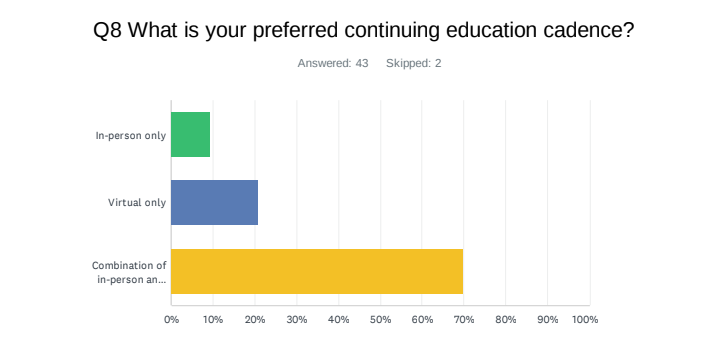 Q8 What is your preferred continuing education cadence?
Answered: 43 Skipped: 2
In-person only
Virtual only
Combination of
in-person an...
0% 10% 20% 30% 40% 50% 60% 70% 80% 90% 100%